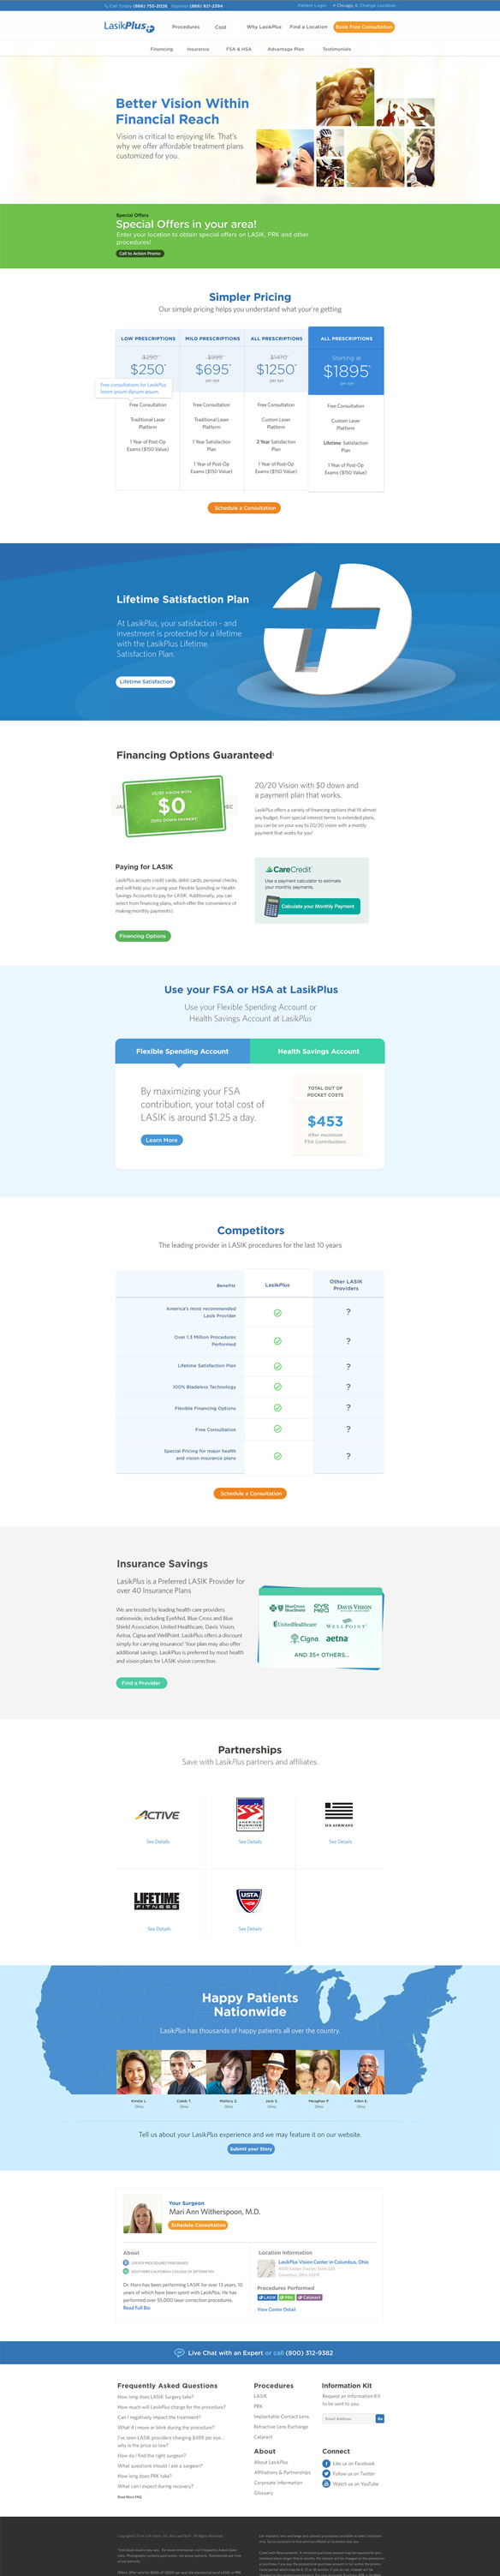 Call Today (866) 755-2026 Español (866) 921-2394
Patient Login Chicago, IL Change Location
LasikPlus
Procedures Cost Why LasikPlus Find a Location Book Free Consultation
Financing Insurance FSA & HSA Advantage Plan Testimonials
Better Vision Within
Financial Reach
Vision is critical to enjoying life. That's
why we offer affordable treatment plans
customized for you.
Special Offers
Special Offers in your area!
Enter your location to obtain special offers on LASIK, PRK and other
procedures!
Call to Action Promo
Simpler Pricing
Our simple pricing helps you understand what your're getting
LOW PRESCRIPTIONS MILD PRESCRIPTIONS ALL PRESCRIPTIONS ALL PRESCRIPTIONS
$290 $999 $1470 Starting at
$250* $695* $1250* $1895*
per eye per eye per eye
Free consultations for LasikPlus
lorem ipsum dipsum ipsum.
Free Consultation Free Consultation Free Consultation Free Consultation
Traditional Laser Traditional Laser Custom Laser Custom Laser
Platform Platform Platform Platform
1 Year of Post-Op 1 Year Satisfaction 2 Year Satisfaction Lifetime Satisfaction
Exams ($150 Value) Plan Plan Plan
1 Year of Post-Op 1 Year of Post-Op 1 Year of Post-Op
Exams ($150 Value) Exams ($150 Value) Exams ($150 Value)
Schedule a Consultation
Lifetime Satisfaction Plan
At LasikPlus, your satisfaction - and
investment is protected for a lifetime
with the LasikPlus Lifetime
Satisfaction Plan.
Lifetime Satisfaction
Financing Options Guaranteed
20/20 VISION WITH
$0
ZERO DOWN PAYMENT
20/20 Vision with $0 down and
a payment plan that works.
LasikPlus offers a variety of financing options that fit almost
any budget. From special interest terms to extended plans,
you can be on your way to 20/20 vision with a monthly
payment that works for you!
Paying for LASIK
LasikPlus accepts credit cards, debit cards, personal checks,
and will help you in using your Flexible Spending or Health
Savings Accounts to pay for LASIK. Additionally, you can
select from financing plans, which offer the convenience of
making monthly payments!
Financing Options
CareCredit
Use a payment calculator to estimate
your monthly payments.
Calculate your Monthly Payment
Use your FSA or HSA at LasikPlus
Use your Flexible Spending Account or
Health Savings Account at LasikPlus
Flexible Spending Account Health Savings Account
By maximizing your FSA
contribution, your total cost of
LASIK is around $1.25 a day.
Learn More
TOTAL OUT OF
POCKET COSTS
$453
After maximum
FSA Contributions
Competitors
The leading provider in LASIK procedures for the last 10 years
Benefits LasikPlus Other LASIK
Providers
America's most recommended
Lasik Provider ?
Over 1.3 Million Procedures
Performed ?
Lifetime Satisfaction Plan ?
100% Bladeless Technology ?
Flexible Financing Options ?
Free Consultation ?
Special Pricing for major health
and vision insurance plans ?
Schedule a Consultation
Insurance Savings
LasikPlus is a Preferred LASIK Provider for
over 40 Insurance Plans
We are trusted by leading health care providers
nationwide, including EyeMed, Blue Cross and Blue
Shield Association, United Healthcare, Davis Vision,
Aetna, Cigna and WellPoint. LasikPlus offers a discount
simply for carrying insurance! Your plan may also offer
additional savings. LasikPlus is preferred by most health
and vision plans for LASIK vision correction.
Find a Provider
BlueCross
BlueShield
EYE
MED
DAVIS VISION
UnitedHealthcare WELLPOINT
Cigna aetna
AND 35+ OTHERS...
Partnerships
Save with LasikPlus partners and affiliates.
ACTIVE AMERICAN
RUNNING
ASSOCIATION
US AIRWAYS
See Details See Details See Details
LIFETIME
FITNESS
USTA
See Details See Details
Happy Patients
Nationwide
LasikPlus has thousands of happy patients all over the country.
Kristie L. Caleb T. Mallory J. Jack S. Meaghan P. Allen E.
Ohio Ohio Ohio Ohio Ohio Ohio
Tell us about your LasikPlus experience and we may feature it on our website.
Submit your Story
Your Surgeon
Mari Ann Witherspoon, M.D.
Schedule Consultation
About
SOUTHERN CALIFORNIA COLLEGE OF OPTOMETRY
Dr. Horn has been performing LASIK for over 13 years, 10
years of which have been spent with LasikPlus. He has
performed over 55,000 laser correction procedures.
Read Full Bio
Location Information
LasikPlus Vision Center in Columbus, Ohio
Columbus, Ohio 43219
Procedures Performed
LASIK PRK Cataract
View Center Detail
Live Chat with an Expert or call (800) 312-9382
Frequently Asked Questions
How long does LASIK Surgery take?
How much will LasikPlus charge for the procedure?
Can I negatively impact the treatment?
What if I move or blink during the procedure?
I've seen LASIK providers charging $499 per eye...
why is the price so low?
How do I find the right surgeon?
What questions should I ask a surgeon?
How long does PRK take?
What can I expect during recovery?
Read More FAQ
Procedures
LASIK
PRK
Implantable Contact Lens
Refractive Lens Exchange
Cataract
About
About LasikPlus
Affiliations & Partnerships
Corporate Information
Glossary
Information Kit
Request an Information Kit
to be sent to you
Email Address Go
Connect
Like us on Facebook
Follow us on Twitter
Watch us on YouTube